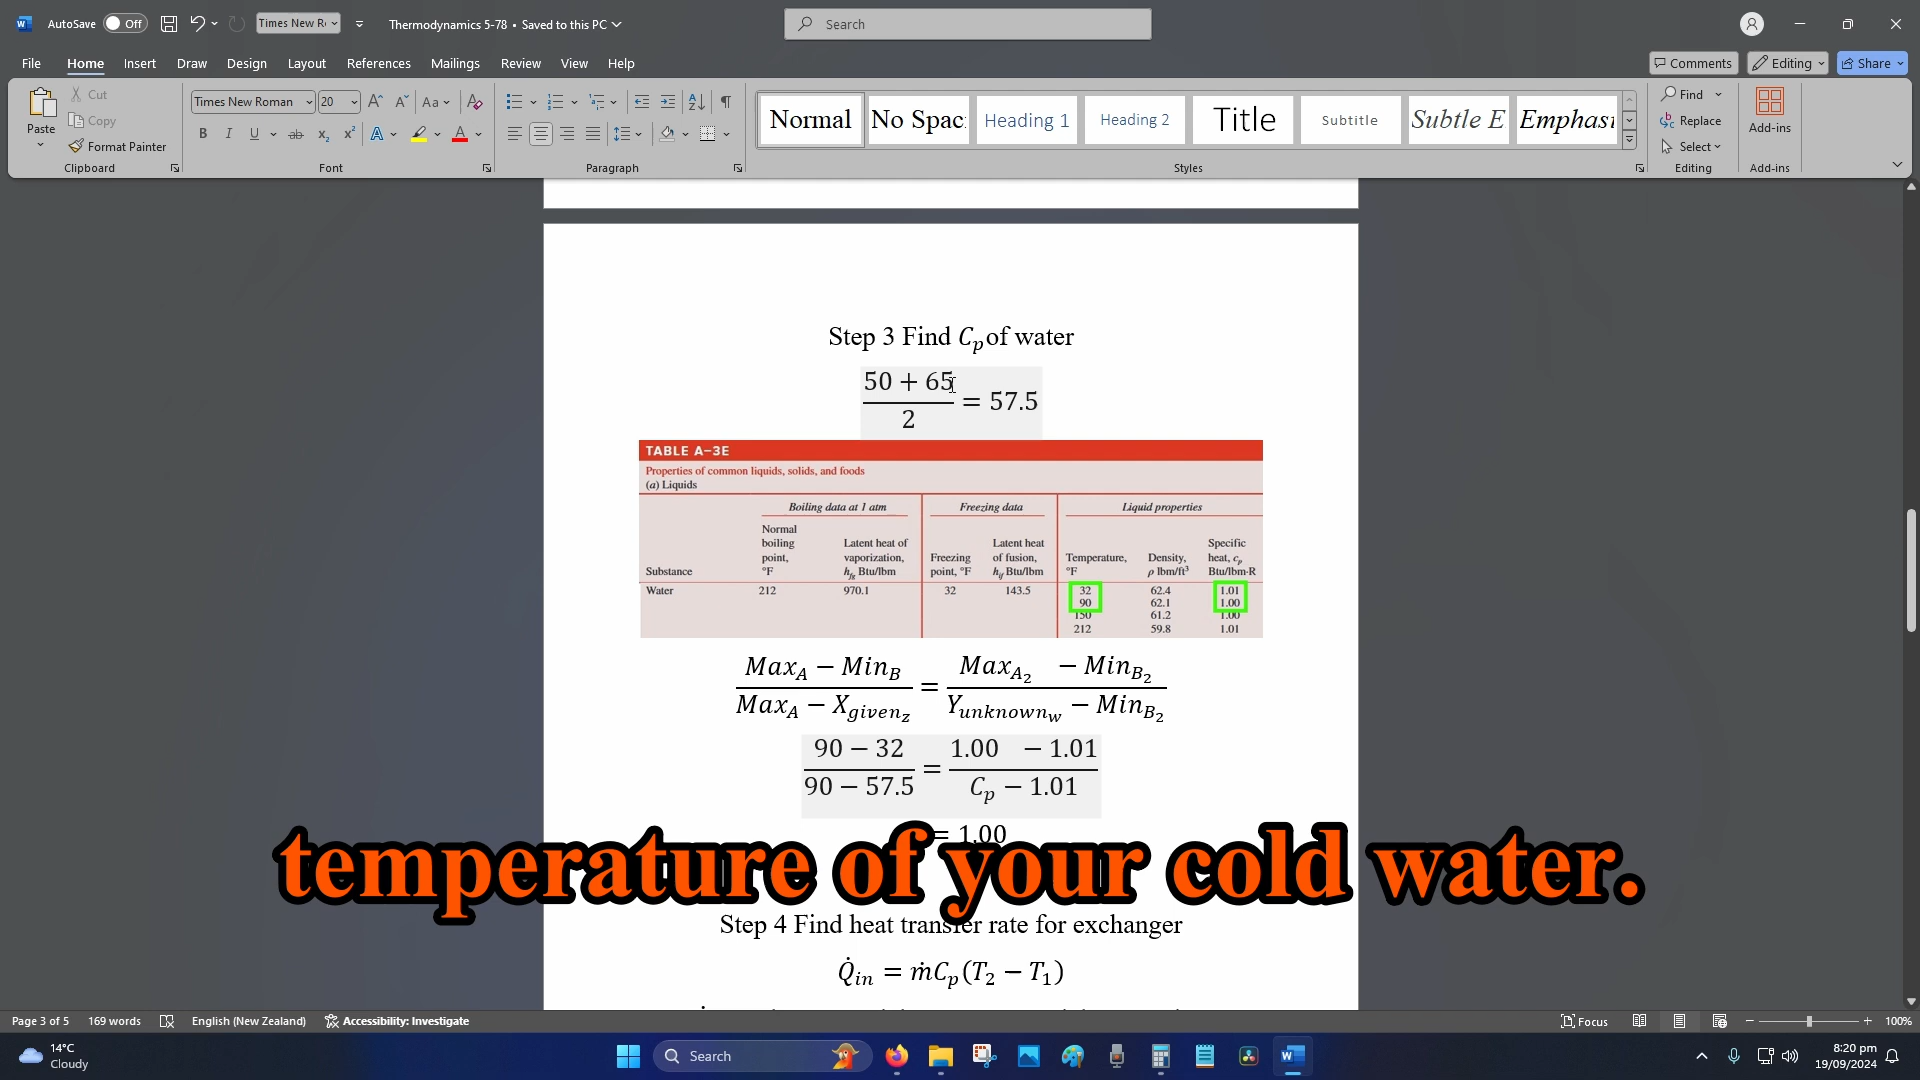 AutoSave Off Times New R Thermodynamics 5-78 • Saved to this PC Search
File Home Insert Draw Design Layout References Mailings Review View Help Comments Editing Share
Paste Cut Copy Format Painter Clipboard
Times New Roman 20 Aa Font
B I U ab x₂ x² A A
Paragraph
Normal No Spac Heading 1 Heading 2 Title Subtitle Subtle E Emphasi Styles
Find Replace Select Editing
Add-ins Add-ins
Step 3 Find Cₚ of water
(50 + 65)/2 = 57.5
TABLE A–3E
Properties of common liquids, solids, and foods
(a) Liquids
Boiling data at 1 atm Freezing data Liquid properties
Substance Normal boiling point, °F Latent heat of vaporization, h_fg Btu/lbm Freezing point, °F Latent heat of fusion, h_if Btu/lbm Temperature, °F Density, ρ lbm/ft³ Specific heat, c_p Btu/lbm·R
Water 212 970.1 32 143.5 32 62.4 1.01
90 62.1 1.00
150 61.2 1.00
212 59.8 1.01
(Max_A − Min_B)/(Max_A − X_given_z) = (Max_A₂ − Min_B₂)/(Y_unknown_w − Min_B₂)
(90 − 32)/(90 − 57.5) = (1.00 − 1.01)/(C_p − 1.01)
= 1.00
temperature of your cold water.
Step 4 Find heat transfer rate for exchanger
Q̇_in = ṁC_p(T₂ − T₁)
Page 3 of 5 169 words English (New Zealand) Accessibility: Investigate Focus 100%
14°C
Cloudy
Search
8:20 pm
19/09/2024